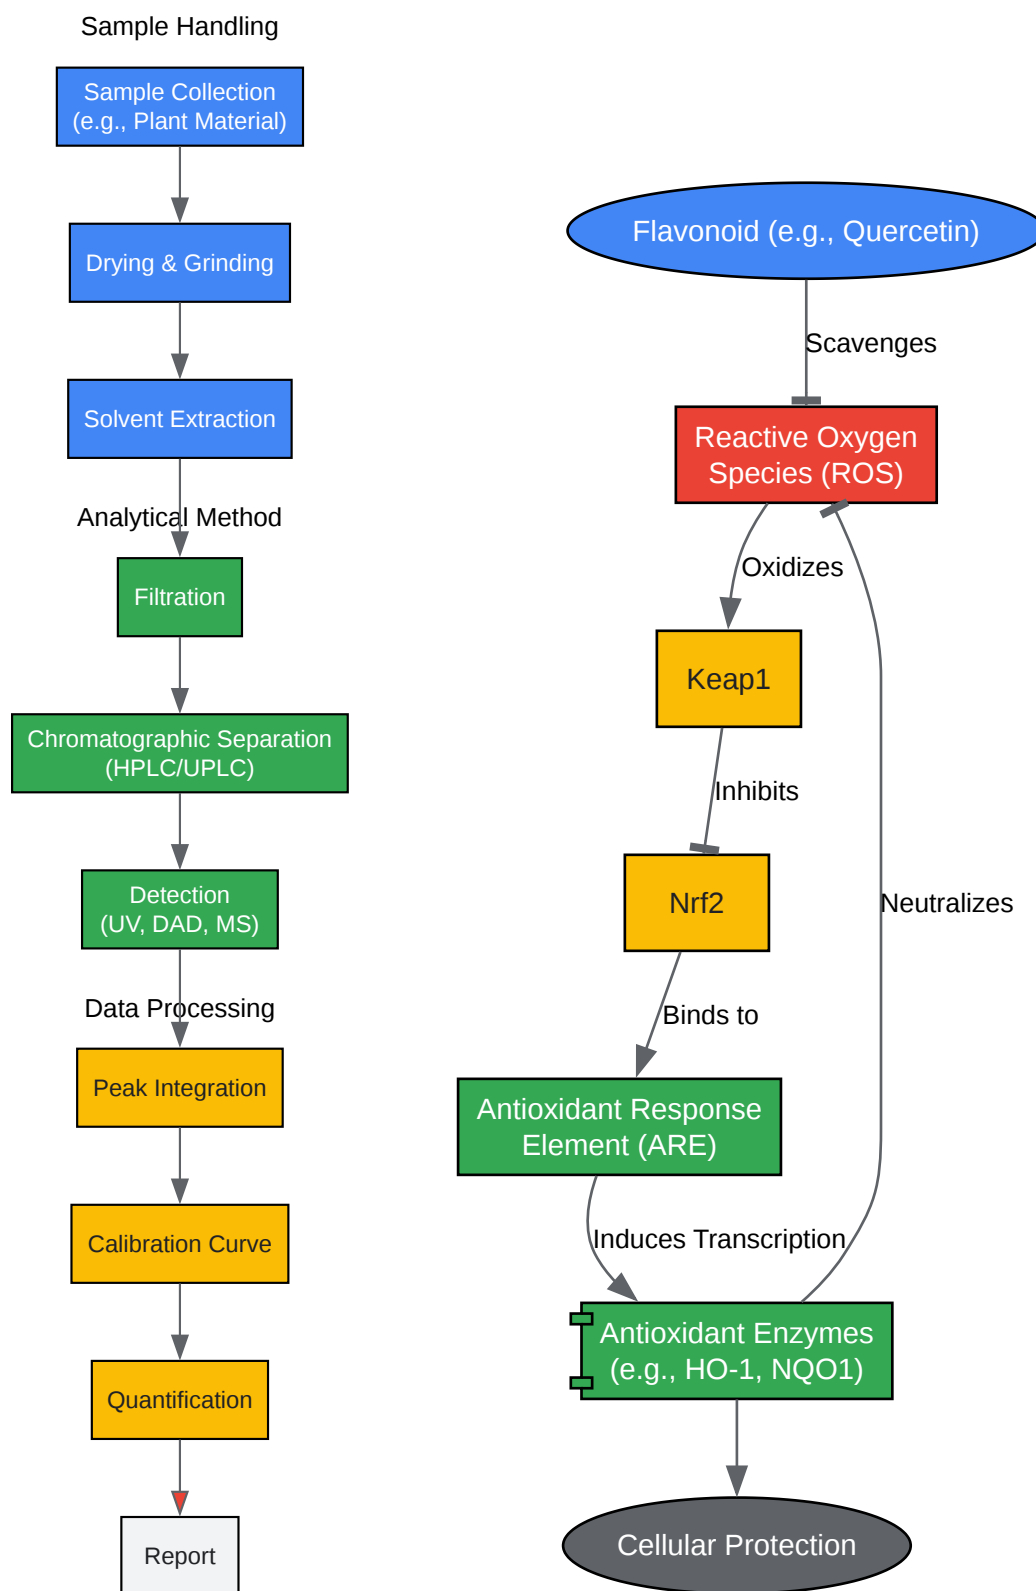 Sample Handling
Sample Collection
(e.g., Plant Material)
Drying & Grinding
Solvent Extraction
Analytical Method
Filtration
Chromatographic Separation
(HPLC/UPLC)
Detection
(UV, DAD, MS)
Data Processing
Peak Integration
Calibration Curve
Quantification
Report
Flavonoid (e.g., Quercetin)
Scavenges
Reactive Oxygen
Species (ROS)
Oxidizes
Keap1
Inhibits
Nrf2
Neutralizes
Binds to
Antioxidant Response
Element (ARE)
Induces Transcription
Antioxidant Enzymes
(e.g., HO-1, NQO1)
Cellular Protection